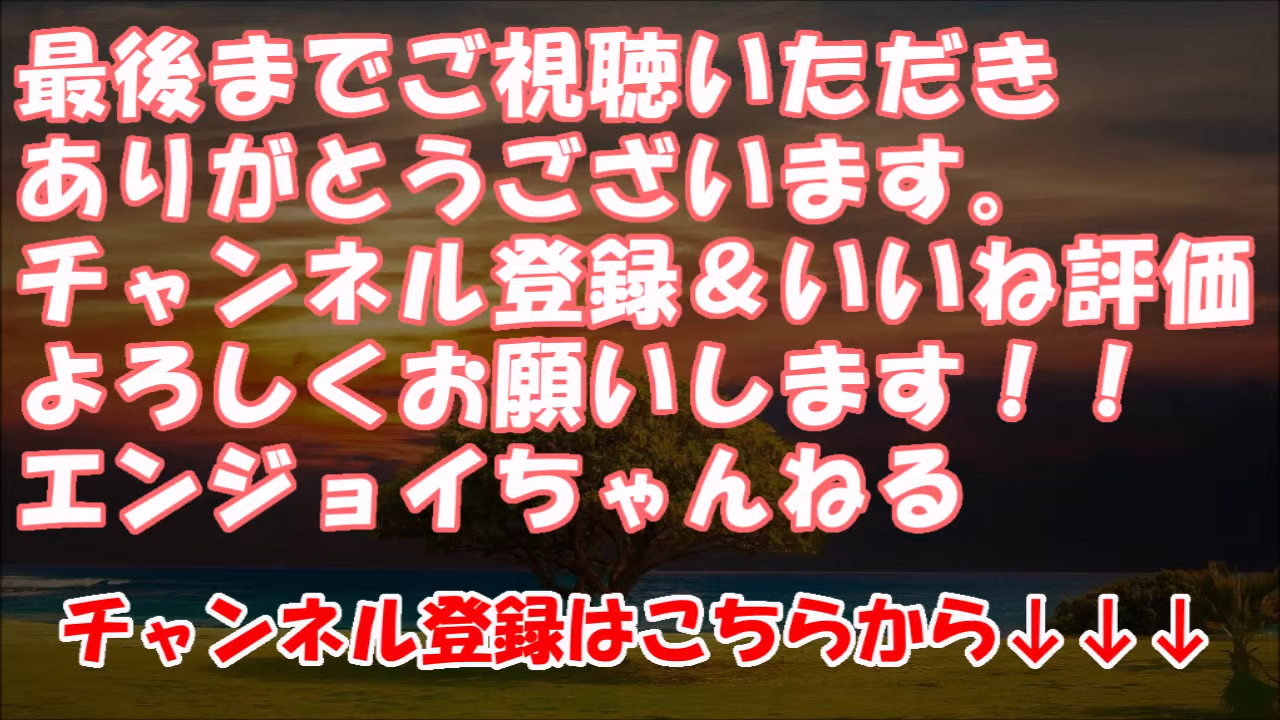 最後までご視聴いただき
ありがとうございます。
チャンネル登録＆いいね評価
よろしくお願いします！！
エンジョイちゃんねる
チャンネル登録はこちらから↓↓↓